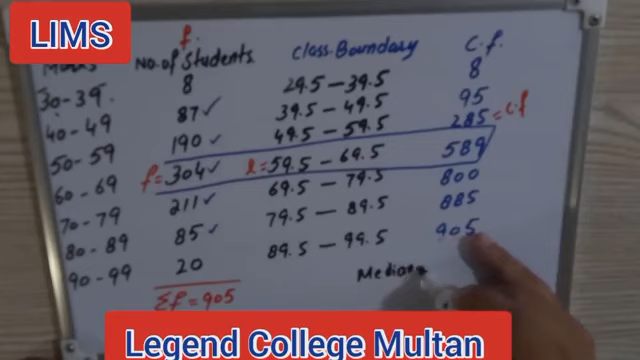 LIMS
f.
Marks No. of Students Class Boundary C.f.
30-39 8 29.5 - 39.5 8
40-49 87 ✓ 39.5 - 49.5 95
50-59 190 ✓ 49.5 - 59.5 285 = C.f
60-69 f = 304 ✓ l = 59.5 - 69.5 589
70-79 211 ✓ 69.5 - 79.5 800
80-89 85 ✓ 79.5 - 89.5 885
90-99 20 89.5 - 99.5 905
Σf = 905
Median
Legend College Multan